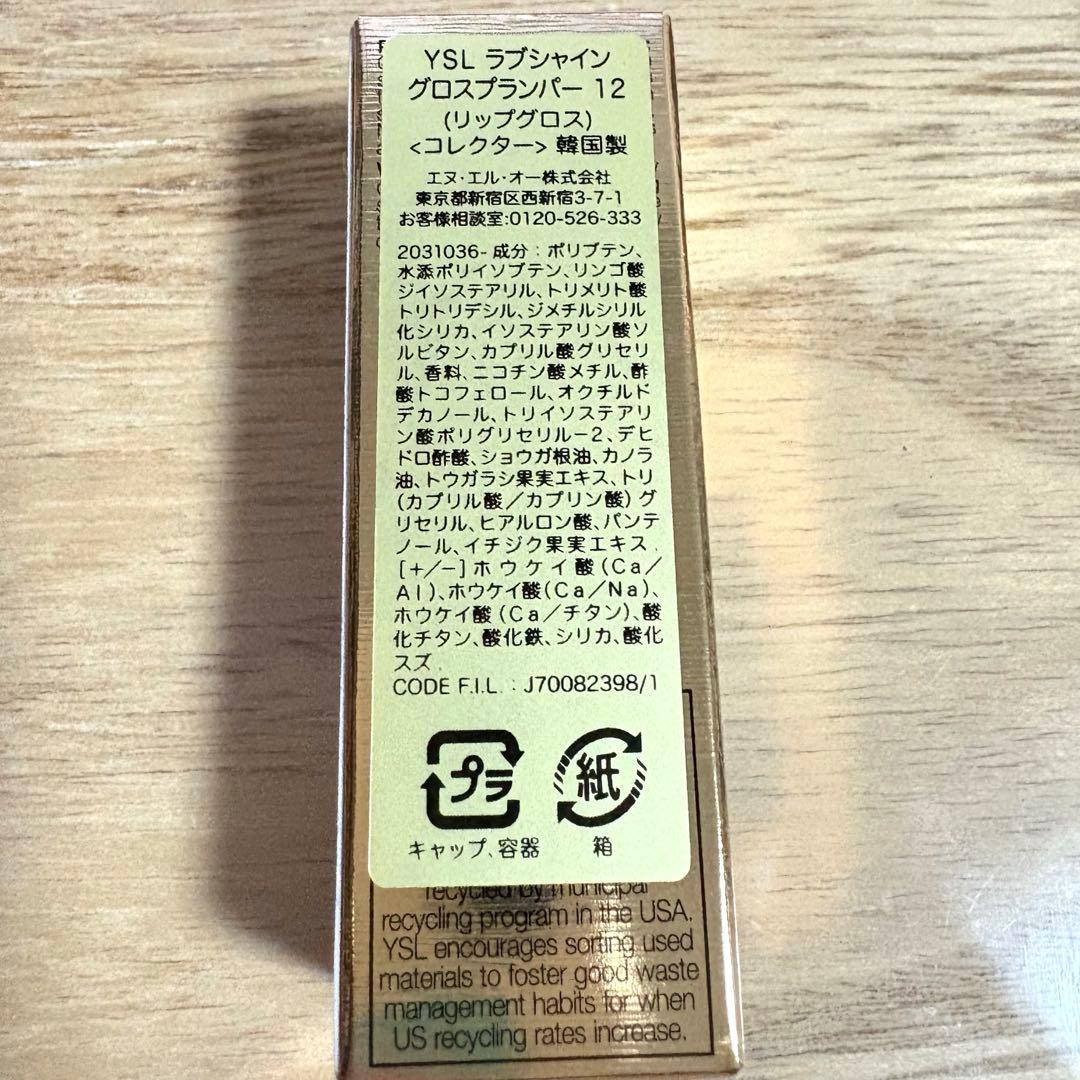 YSL ラブシャイン
グロスプランパー 12
(リップグロス)
<コレクター> 韓国製
エヌ・エル・オー株式会社
東京都新宿区西新宿3-7-1
お客様相談室:0120-526-333
2031036- 成分：ポリブテン、
水添ポリイソブテン、リンゴ酸
ジイソステアリル、トリメリト酸
トリトリデシル、ジメチルシリル
化シリカ、イソステアリン酸ソ
ルビタン、カプリル酸グリセリ
ル、香料、ニコチン酸メチル、酢
酸トコフェロール、オクチルド
デカノール、トリイソステアリ
ン酸ポリグリセリル－2、デヒ
ドロ酢酸、ショウガ根油、カノラ
油、トウガラシ果実エキス、トリ
(カプリル酸／カプリン酸)グ
リセリル、ヒアルロン酸、パンテ
ノール、イチジク果実エキス.
[+/−]ホウケイ酸(Ca／
Al)、ホウケイ酸(Ca／Na)、
ホウケイ酸(Ca／チタン)、酸
化チタン、酸化鉄、シリカ、酸化
スズ.
CODE F.I.L. : J70082398/1
プラ 紙
キャップ、容器 箱
recycled by municipal
recycling program in the USA.
YSL encourages sorting used
materials to foster good waste
management habits for when
US recycling rates increase.